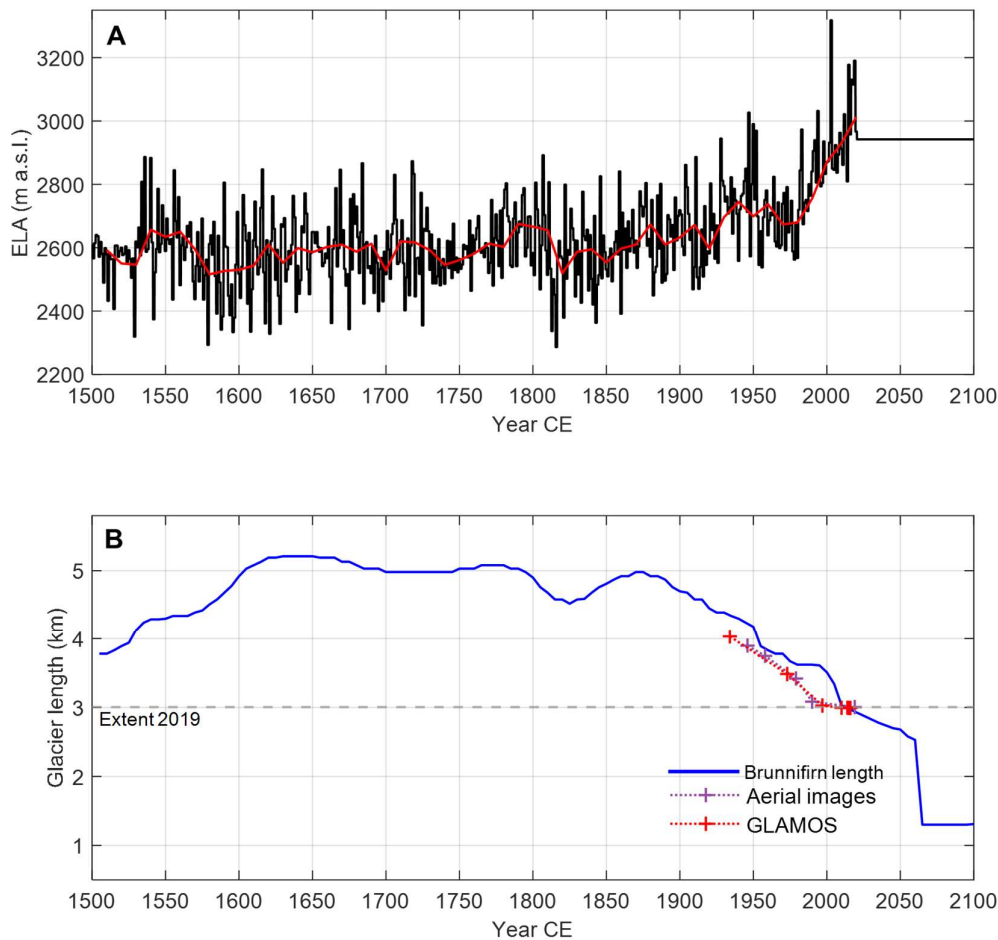 A
ELA (m a.s.l.)
3200
3000
2800
2600
2400
2200
1500 1550 1600 1650 1700 1750 1800 1850 1900 1950 2000 2050 2100
Year CE
B
Glacier length (km)
5
4
3
Extent 2019
2
1
Brunnifirn length
Aerial images
GLAMOS
1500 1550 1600 1650 1700 1750 1800 1850 1900 1950 2000 2050 2100
Year CE